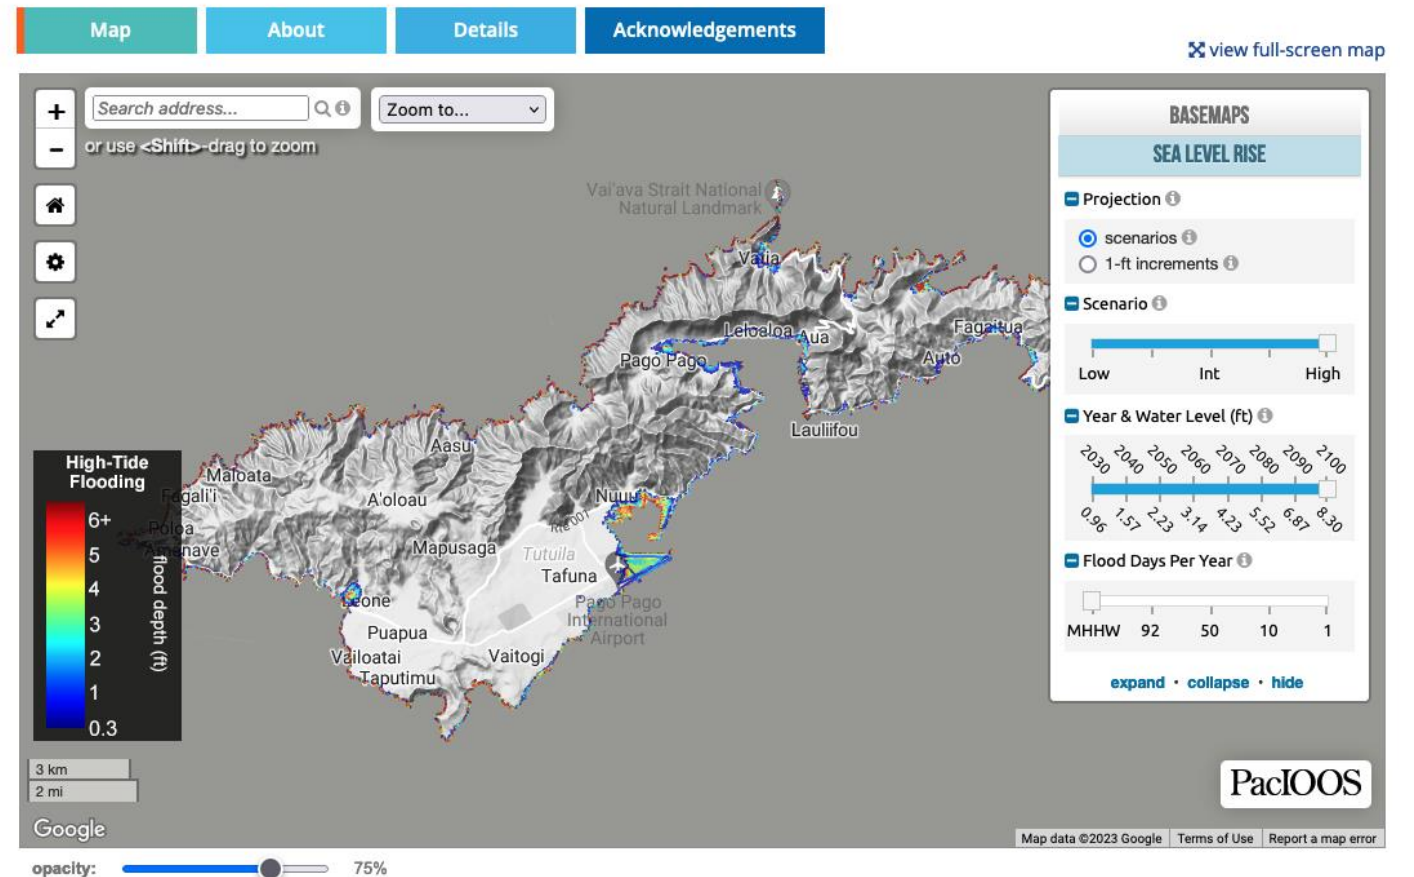 Map
About
Details
Acknowledgements
view full-screen map
+
Search address...
Zoom to...
−
or use <Shift>-drag to zoom
BASEMAPS
SEA LEVEL RISE
Projection
scenarios
1-ft increments
Scenario
Low Int High
Year & Water Level (ft)
2030 2040 2050 2060 2070 2080 2090 2100
0.96 1.57 2.23 3.14 4.23 5.52 6.87 8.30
Flood Days Per Year
MHHW 92 50 10 1
expand • collapse • hide
Vai'ava Strait National
Natural Landmark
Vatia
Leloaloa
Aua
Fagaitua
Pago Pago
Auto
Lauliifou
Aasu
Maloata
Fagali'i
A'oloau
Nuuuli
Rte 001
Poloa
Amanave
Mapusaga
Tutuila
Tafuna
Leone
Pago Pago
International
Airport
Puapua
Vailoatai
Vaitogi
Taputimu
High-Tide
Flooding
6+
5
4
3
2
1
0.3
flood depth (ft)
3 km
2 mi
Google
PacIOOS
Map data ©2023 Google
Terms of Use
Report a map error
opacity:
75%